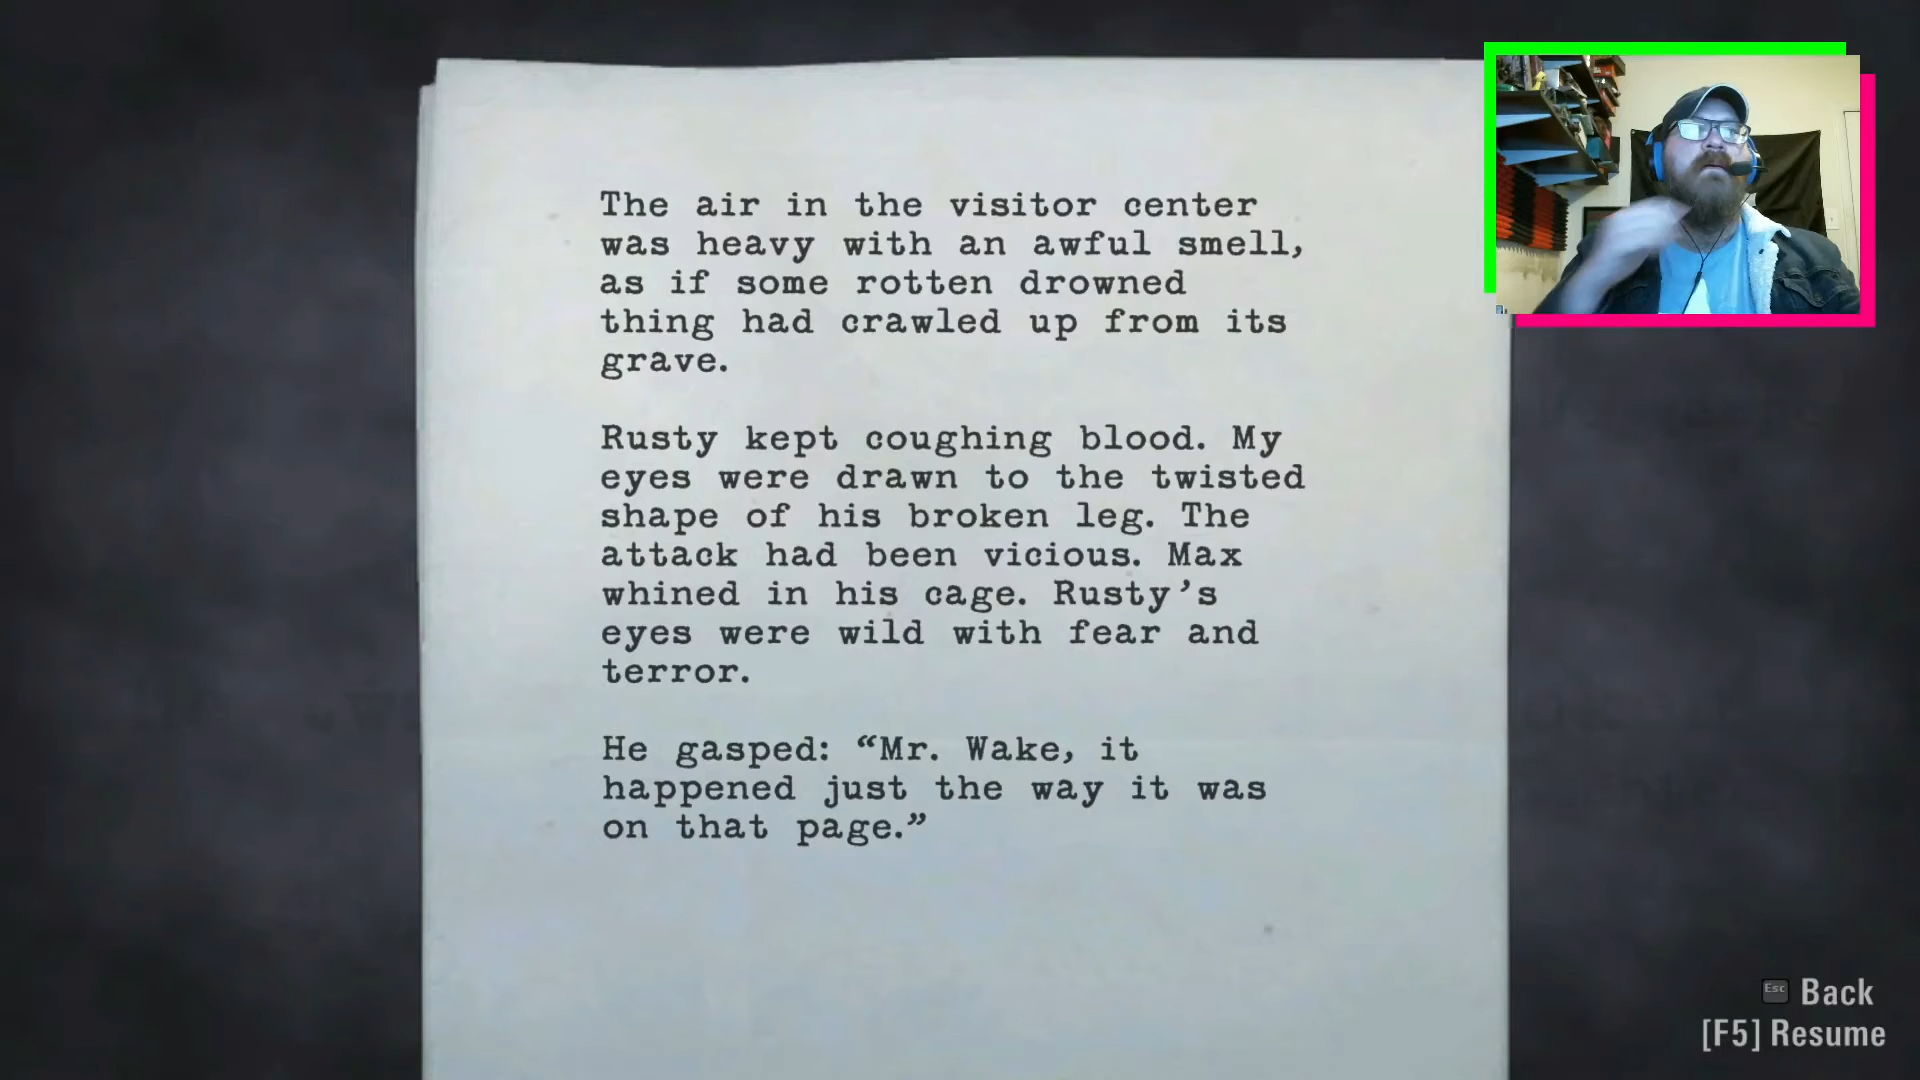 The air in the visitor center
was heavy with an awful smell,
as if some rotten drowned
thing had crawled up from its
grave.
Rusty kept coughing blood. My
eyes were drawn to the twisted
shape of his broken leg. The
attack had been vicious. Max
whined in his cage. Rusty’s
eyes were wild with fear and
terror.
He gasped: “Mr. Wake, it
happened just the way it was
on that page.”
Esc Back
[F5] Resume